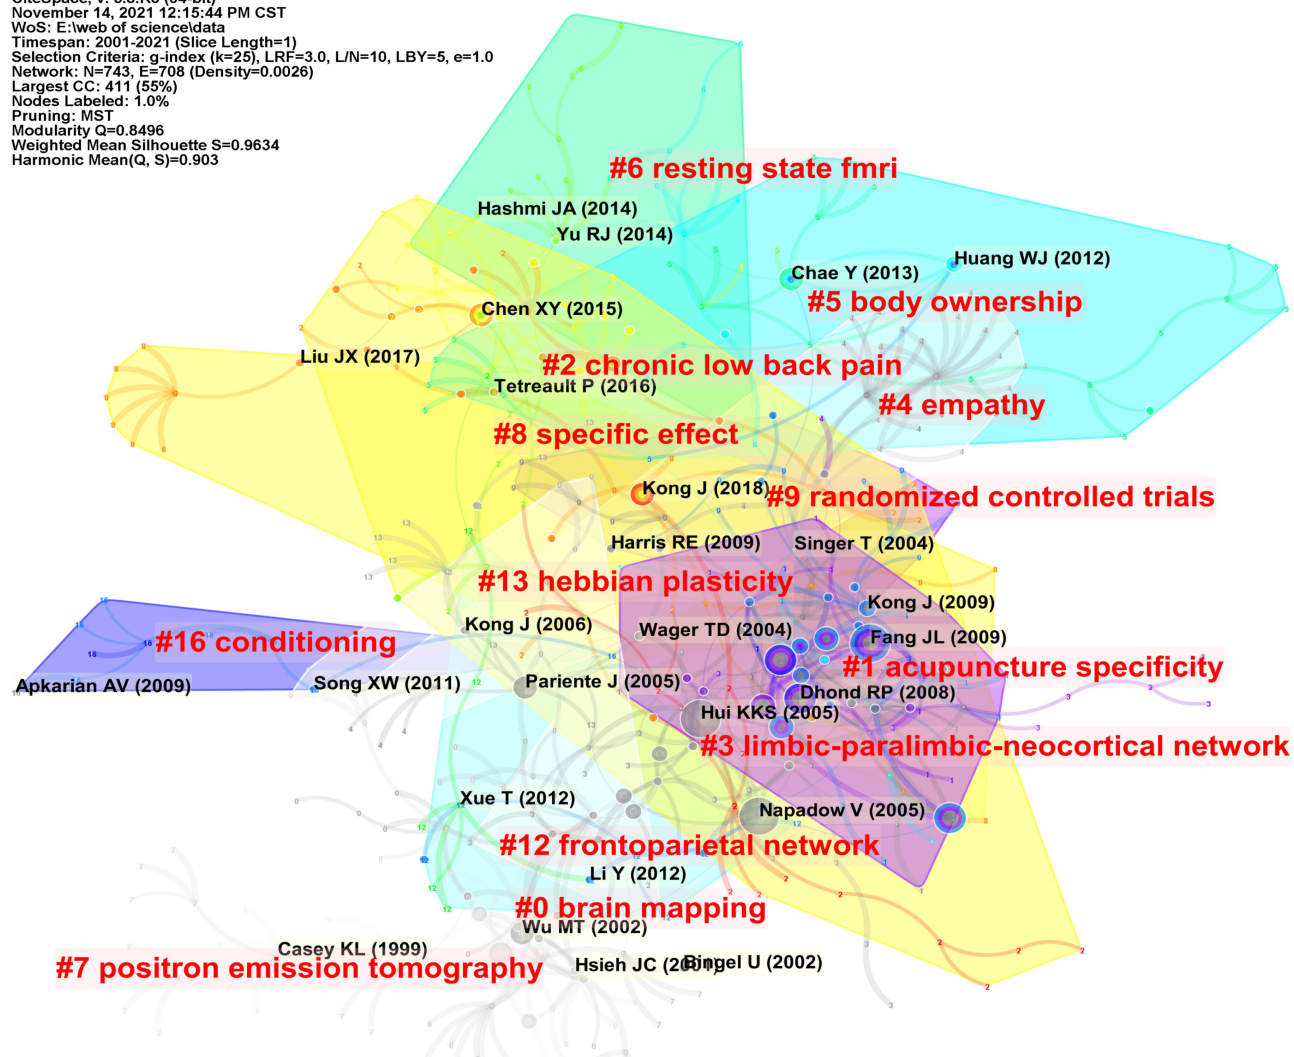 November 14, 2021 12:15:44 PM CST
WoS: E:\web of science\data
Timespan: 2001-2021 (Slice Length=1)
Selection Criteria: g-index (k=25), LRF=3.0, L/N=10, LBY=5, e=1.0
Network: N=743, E=708 (Density=0.0026)
Largest CC: 411 (55%)
Nodes Labeled: 1.0%
Pruning: MST
Modularity Q=0.8496
Weighted Mean Silhouette S=0.9634
Harmonic Mean(Q, S)=0.903
#6 resting state fmri
Hashmi JA (2014)
Yu RJ (2014)
Huang WJ (2012)
Chae Y (2013)
#5 body ownership
Chen XY (2015)
Liu JX (2017)
#2 chronic low back pain
Tetreault P (2016)
#4 empathy
#8 specific effect
Kong J (2018)
#9 randomized controlled trials
Harris RE (2009)
Singer T (2004)
#13 hebbian plasticity
Kong J (2009)
Kong J (2006)
Wager TD (2004)
Fang JL (2009)
#16 conditioning
#1 acupuncture specificity
Apkarian AV (2009)
Song XW (2011)
Pariente J (2005)
Dhond RP (2008)
Hui KKS (2005)
#3 limbic-paralimbic-neocortical network
Xue T (2012)
Napadow V (2005)
#12 frontoparietal network
Li Y (2012)
#0 brain mapping
Wu MT (2002)
Casey KL (1999)
#7 positron emission tomography
Hsieh JC
Bingel U (2002)